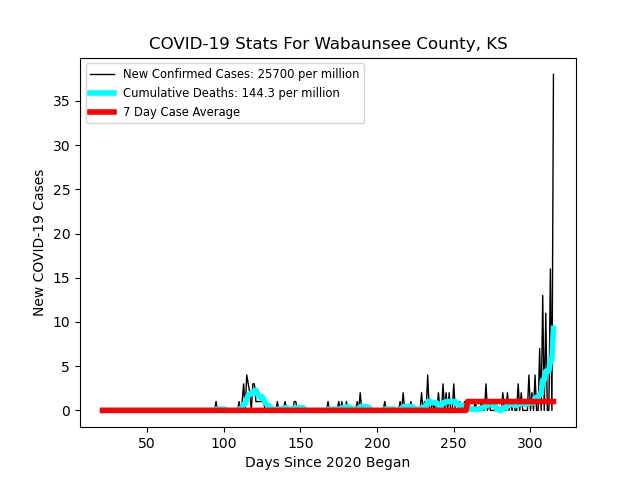 COVID-19 Stats For Wabaunsee County, KS
New Confirmed Cases: 25700 per million
Cumulative Deaths: 144.3 per million
7 Day Case Average
New COVID-19 Cases
35
30
25
20
15
10
5
0
50 100 150 200 250 300
Days Since 2020 Began